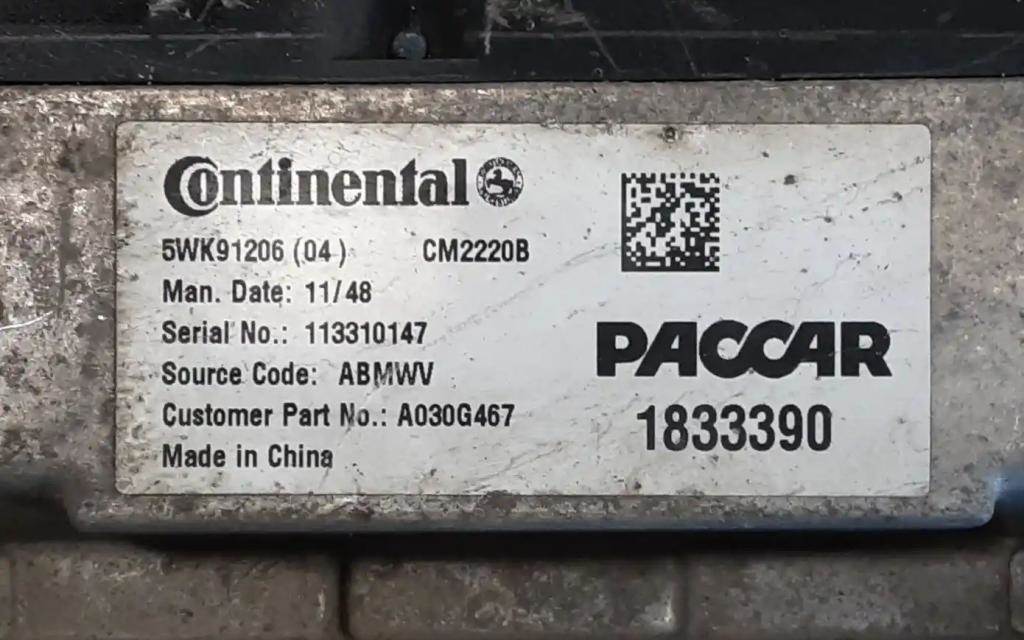 Continental
5WK91206 (04) CM2220B
Man. Date: 11/48
Serial No.: 113310147
Source Code: ABMWV
Customer Part No.: A030G467
Made in China
PACCAR
1833390